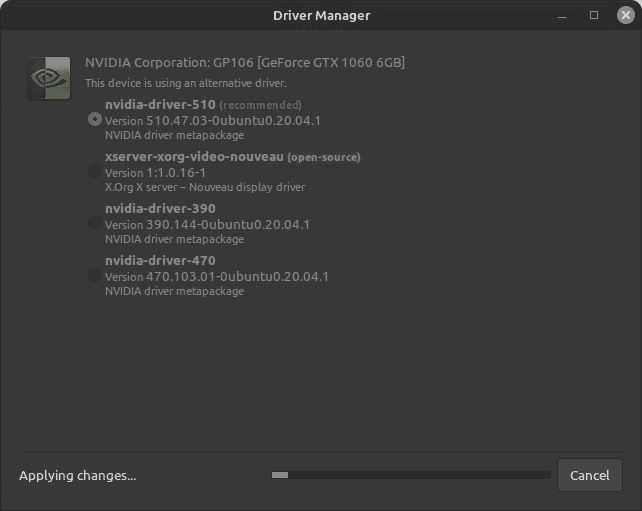 Driver Manager
NVIDIA Corporation: GP106 [GeForce GTX 1060 6GB]
This device is using an alternative driver.
nvidia-driver-510 (recommended)
Version 510.47.03-0ubuntu0.20.04.1
NVIDIA driver metapackage
xserver-xorg-video-nouveau (open-source)
Version 1:1.0.16-1
X.Org X server – Nouveau display driver
nvidia-driver-390
Version 390.144-0ubuntu0.20.04.1
NVIDIA driver metapackage
nvidia-driver-470
Version 470.103.01-0ubuntu0.20.04.1
NVIDIA driver metapackage
Applying changes...
Cancel